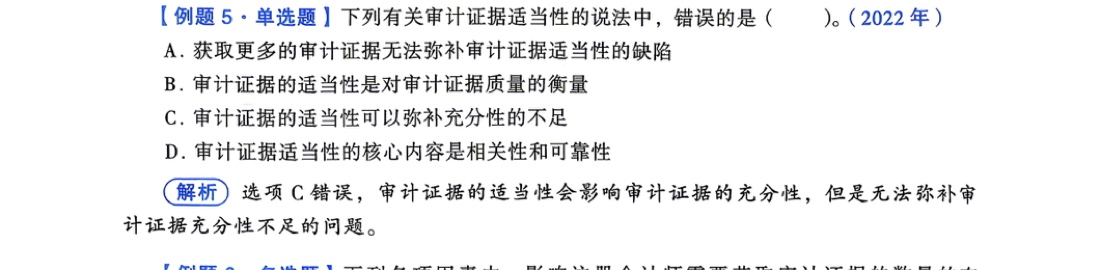 【例题 5·单选题】下列有关审计证据适当性的说法中，错误的是（　　）。（2022 年）
A. 获取更多的审计证据无法弥补审计证据适当性的缺陷
B. 审计证据的适当性是对审计证据质量的衡量
C. 审计证据的适当性可以弥补充分性的不足
D. 审计证据适当性的核心内容是相关性和可靠性
解析 选项 C 错误，审计证据的适当性会影响审计证据的充分性，但是无法弥补审
计证据充分性不足的问题。